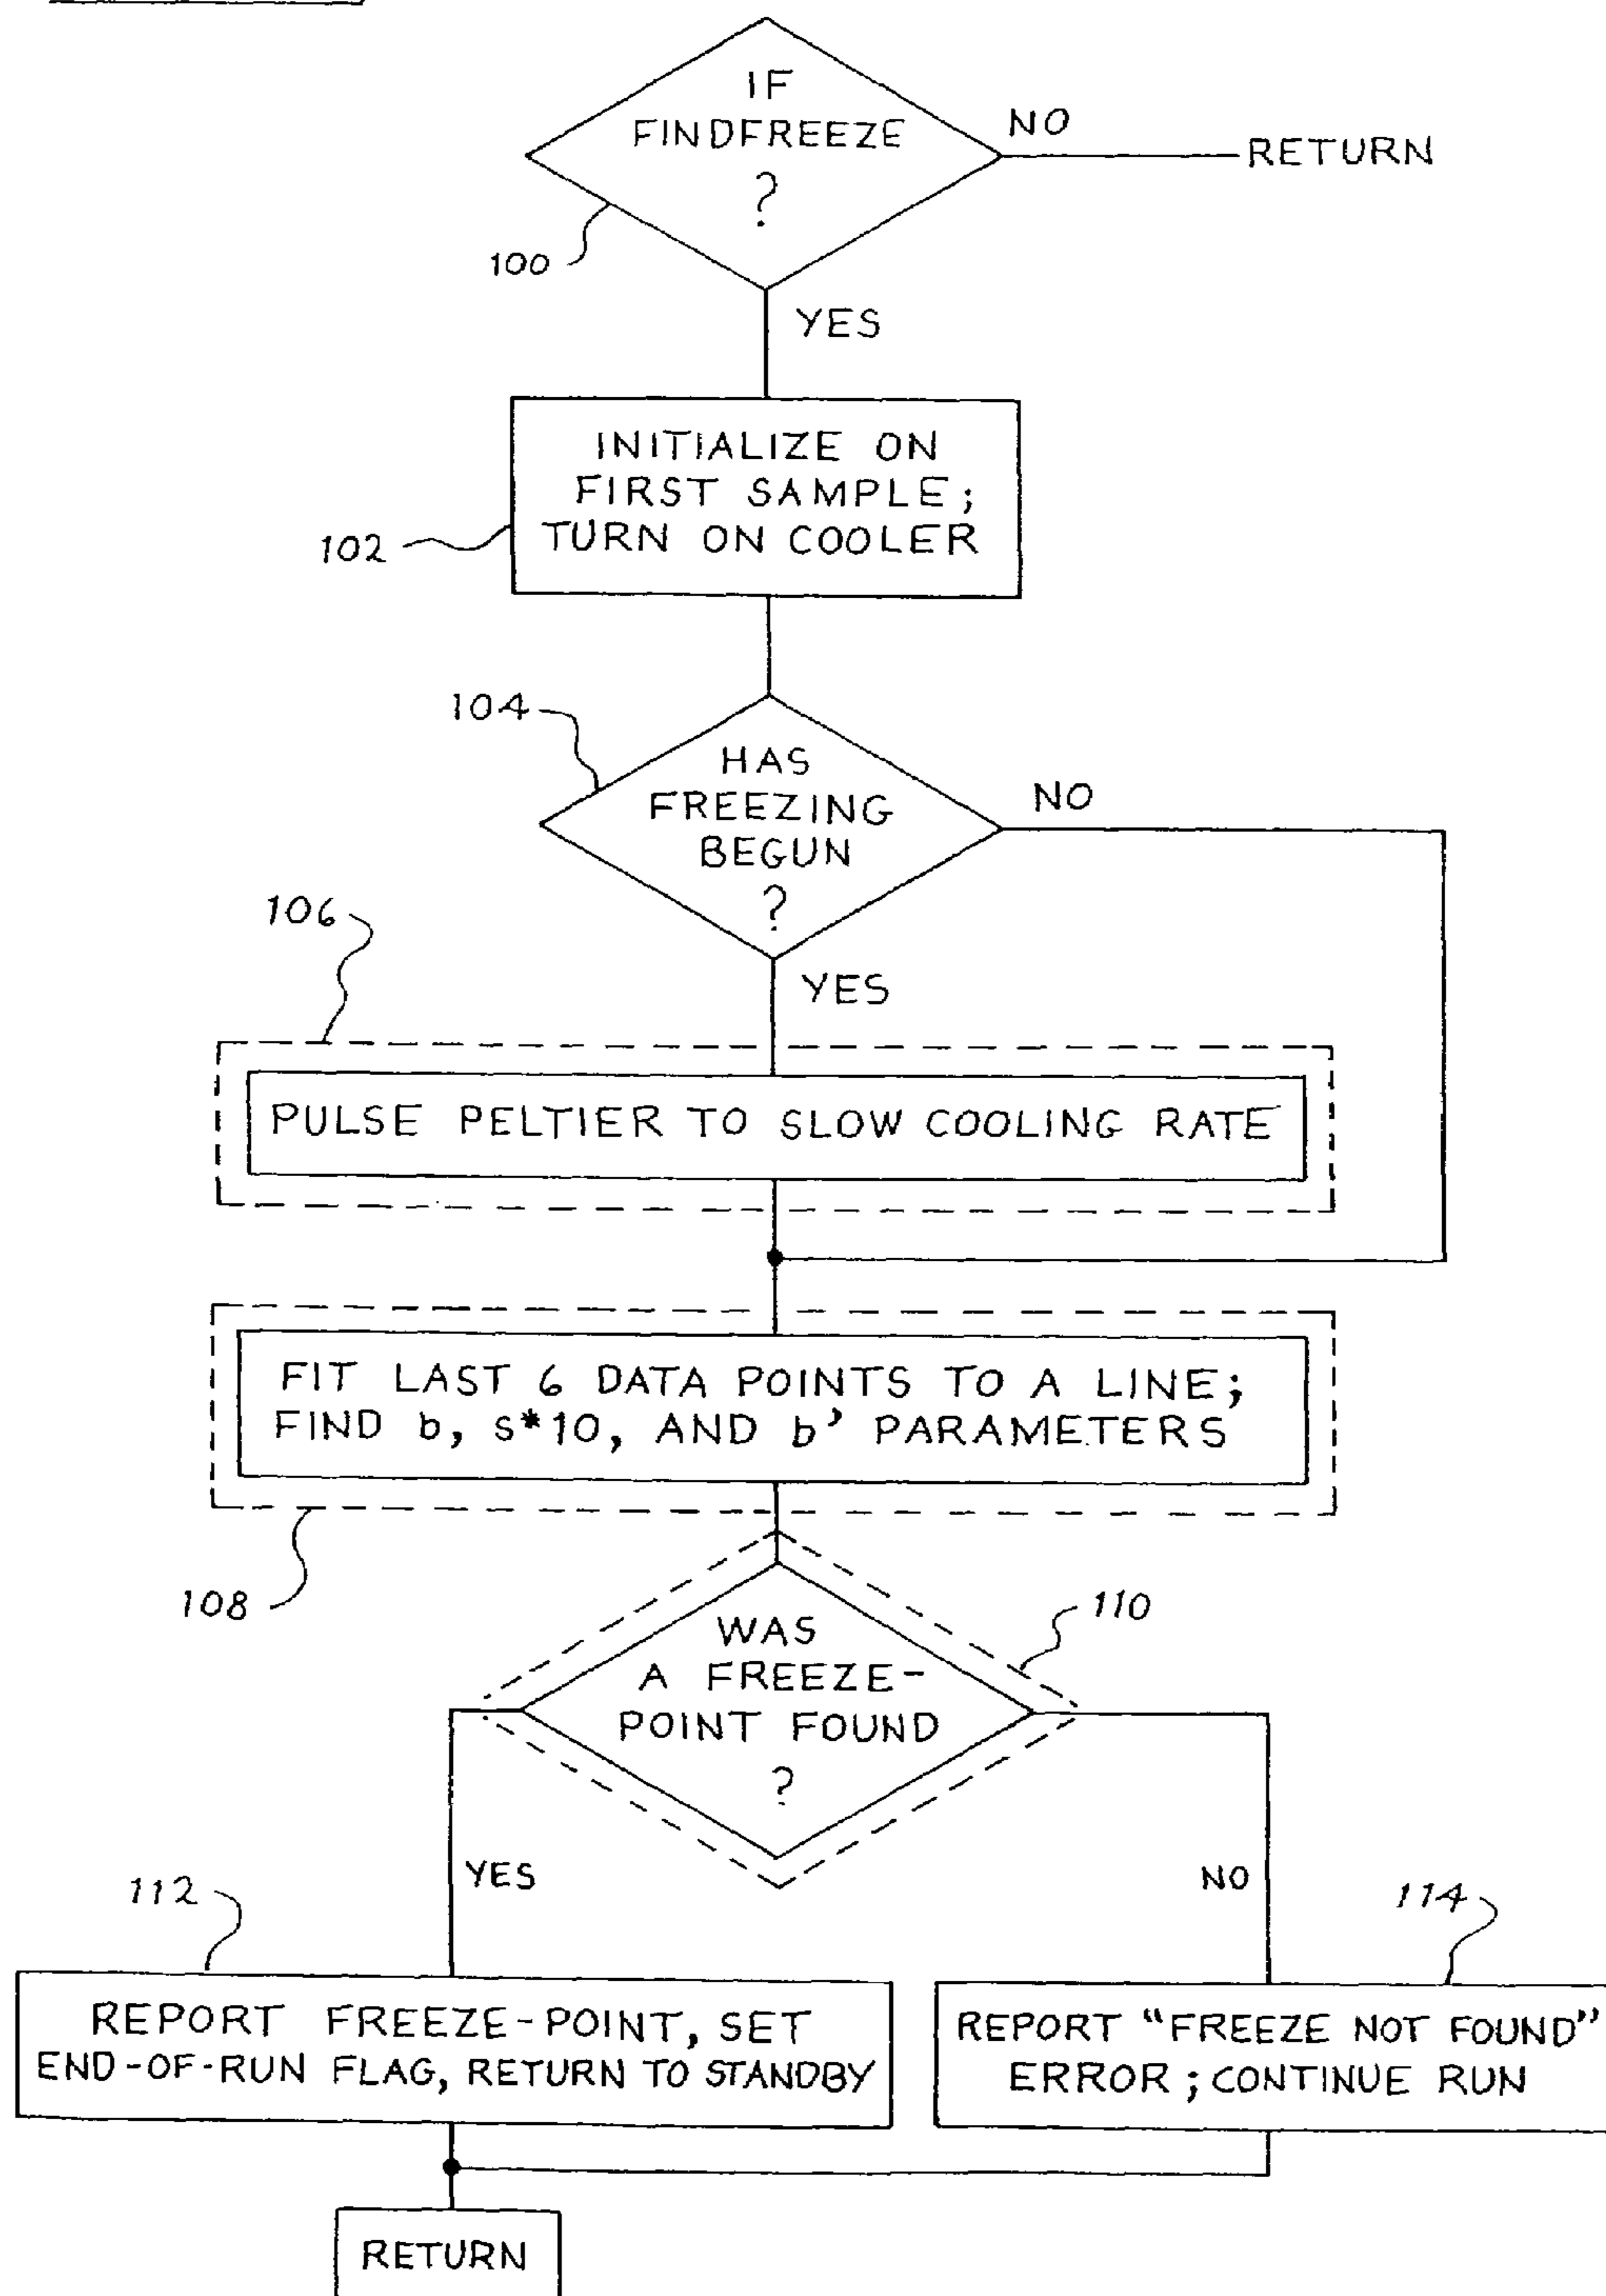 IF
FINDFREEZE
?
NO
RETURN
100
YES
INITIALIZE ON
FIRST SAMPLE;
TURN ON COOLER
102
104
HAS
FREEZING
BEGUN
?
NO
106
YES
PULSE PELTIER TO SLOW COOLING RATE
FIT LAST 6 DATA POINTS TO A LINE;
FIND b, s*10, AND b' PARAMETERS
108
110
WAS
A FREEZE-
POINT FOUND
?
YES
NO
112
114
REPORT FREEZE-POINT, SET
END-OF-RUN FLAG, RETURN TO STANDBY
REPORT "FREEZE NOT FOUND"
ERROR; CONTINUE RUN
RETURN